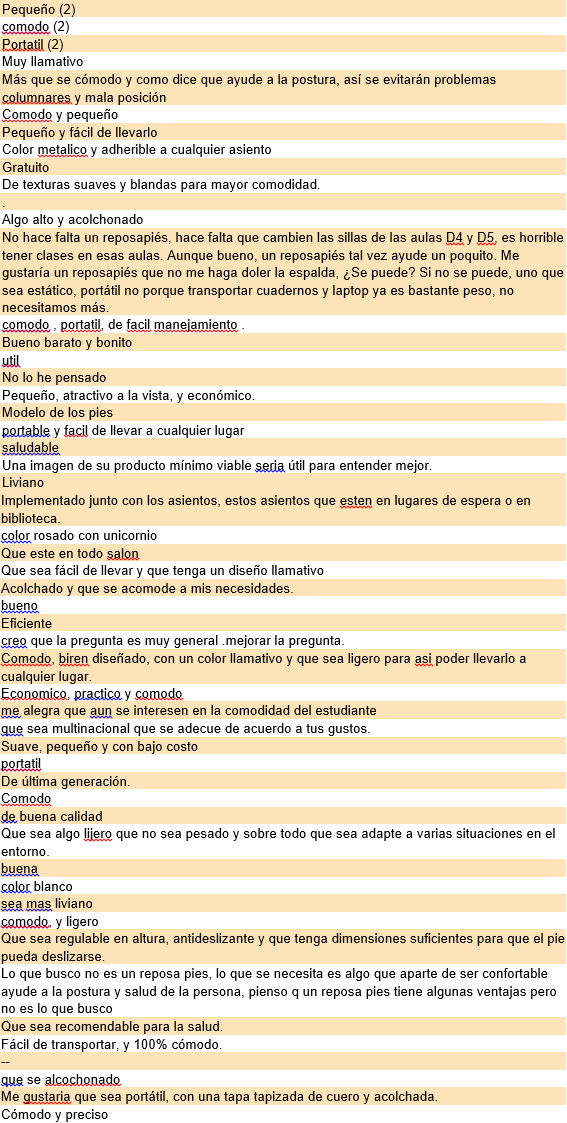 Pequeño (2)
comodo (2)
Portatil (2)
Muy llamativo
Más que se cómodo y como dice que ayude a la postura, así se evitarán problemas
columnares y mala posición
Comodo y pequeño
Pequeño y fácil de llevarlo
Color metalico y adherible a cualquier asiento
Gratuito
De texturas suaves y blandas para mayor comodidad.
.
Algo alto y acolchonado
No hace falta un reposapiés, hace falta que cambien las sillas de las aulas D4 y D5, es horrible
tener clases en esas aulas. Aunque bueno, un reposapiés tal vez ayude un poquito. Me
gustaría un reposapiés que no me haga doler la espalda, ¿Se puede? Si no se puede, uno que
sea estático, portátil no porque transportar cuadernos y laptop ya es bastante peso, no
necesitamos más.
comodo , portatil, de facil manejamiento .
Bueno barato y bonito
util
No lo he pensado
Pequeño, atractivo a la vista, y económico.
Modelo de los pies
portable y facil de llevar a cualquier lugar
saludable
Una imagen de su producto mínimo viable seria útil para entender mejor.
Liviano
Implementado junto con los asientos, estos asientos que esten en lugares de espera o en
biblioteca.
color rosado con unicornio
Que este en todo salon
Que sea fácil de llevar y que tenga un diseño llamativo
Acolchado y que se acomode a mis necesidades.
bueno
Eficiente
creo que la pregunta es muy general .mejorar la pregunta.
Comodo, biren diseñado, con un color llamativo y que sea ligero para asi poder llevarlo a
cualquier lugar.
Economico, practico y comodo
me alegra que aun se interesen en la comodidad del estudiante
que sea multinacional que se adecue de acuerdo a tus gustos.
Suave, pequeño y con bajo costo
portatil
De última generación.
Comodo
de buena calidad
Que sea algo lijero que no sea pesado y sobre todo que sea adapte a varias situaciones en el
entorno.
buena
color blanco
sea mas liviano
comodo, y ligero
Que sea regulable en altura, antideslizante y que tenga dimensiones suficientes para que el pie
pueda deslizarse.
Lo que busco no es un reposa pies, lo que se necesita es algo que aparte de ser confortable
ayude a la postura y salud de la persona, pienso q un reposa pies tiene algunas ventajas pero
no es lo que busco
Que sea recomendable para la salud.
Fácil de transportar, y 100% cómodo.
--
que se alcochonado
Me gustaria que sea portátil, con una tapa tapizada de cuero y acolchada.
Cómodo y preciso